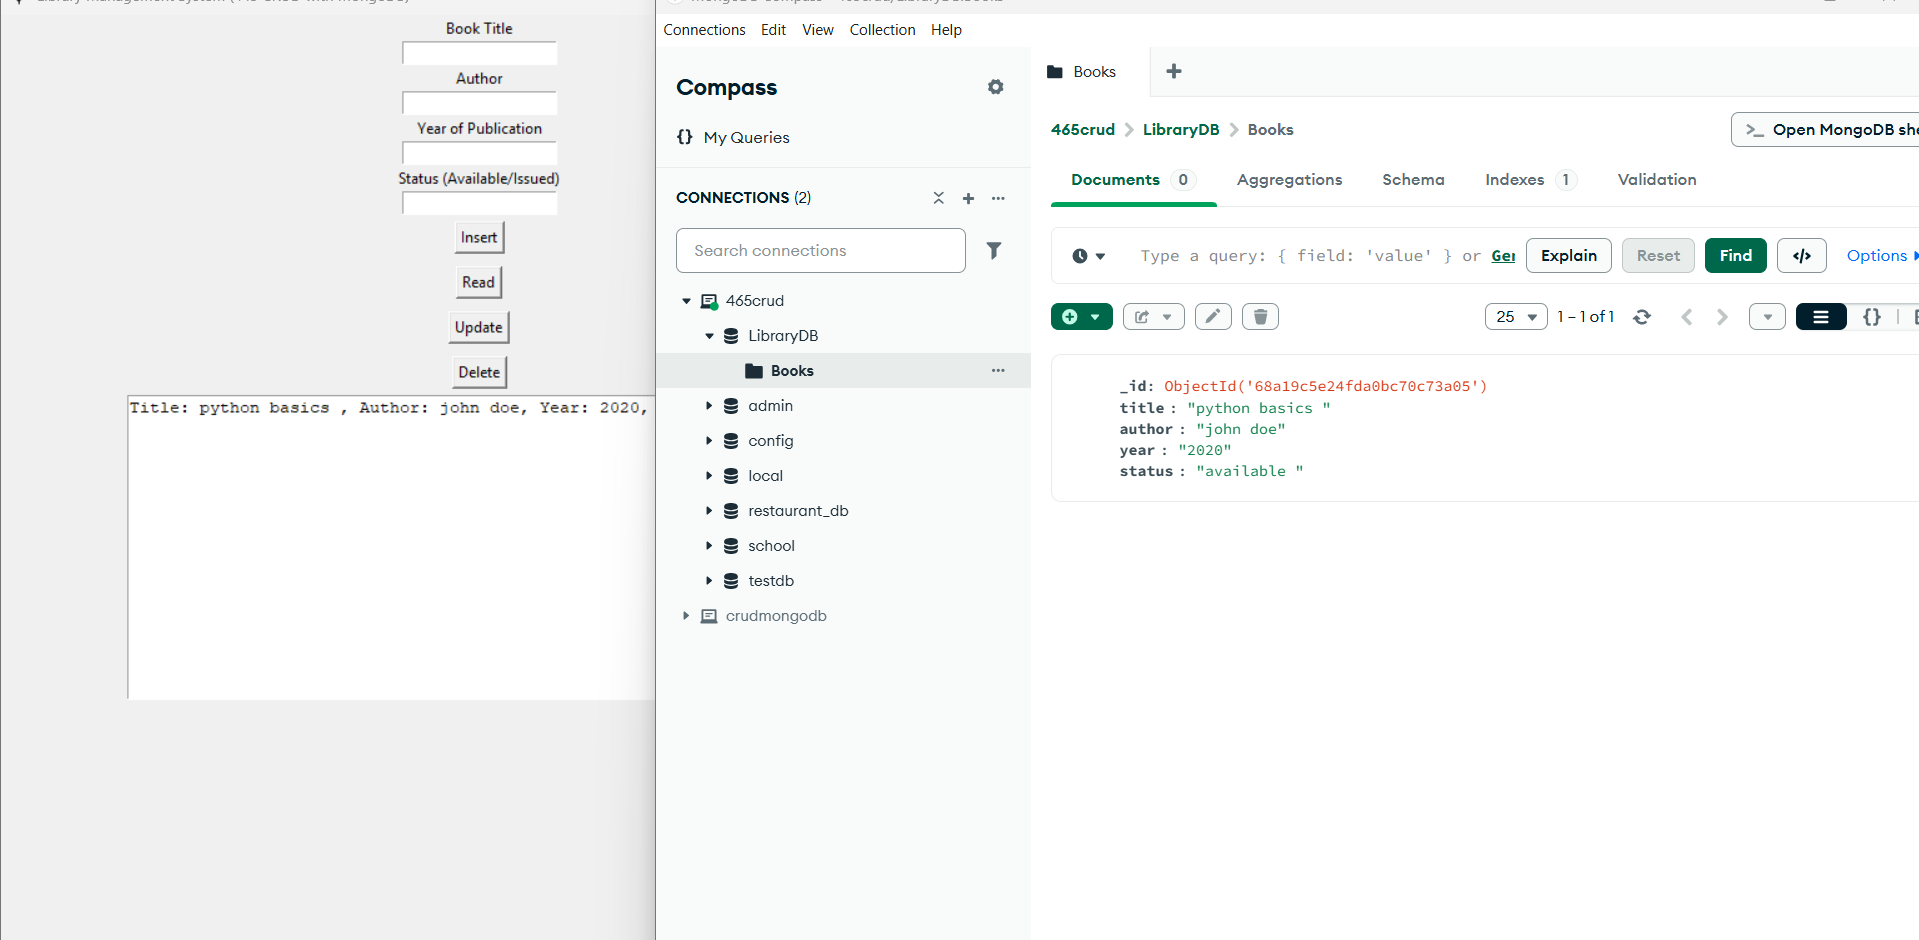 Book Title
Author
Year of Publication
Status (Available/Issued)
Insert
Read
Update
Delete
Title: python basics , Author: john doe, Year: 2020,
Connections Edit View Collection Help
Compass
{} My Queries
CONNECTIONS (2)
Search connections
465crud
LibraryDB
Books
admin
config
local
restaurant_db
school
testdb
crudmongodb
Books
465crud > LibraryDB > Books
>_ Open MongoDB she
Documents 0 Aggregations Schema Indexes 1 Validation
Type a query: { field: 'value' } or Ger Explain Reset Find </> Options
25 1 – 1 of 1 {}
_id: ObjectId('68a19c5e24fda0bc70c73a05')
title : "python basics "
author : "john doe"
year : "2020"
status : "available "